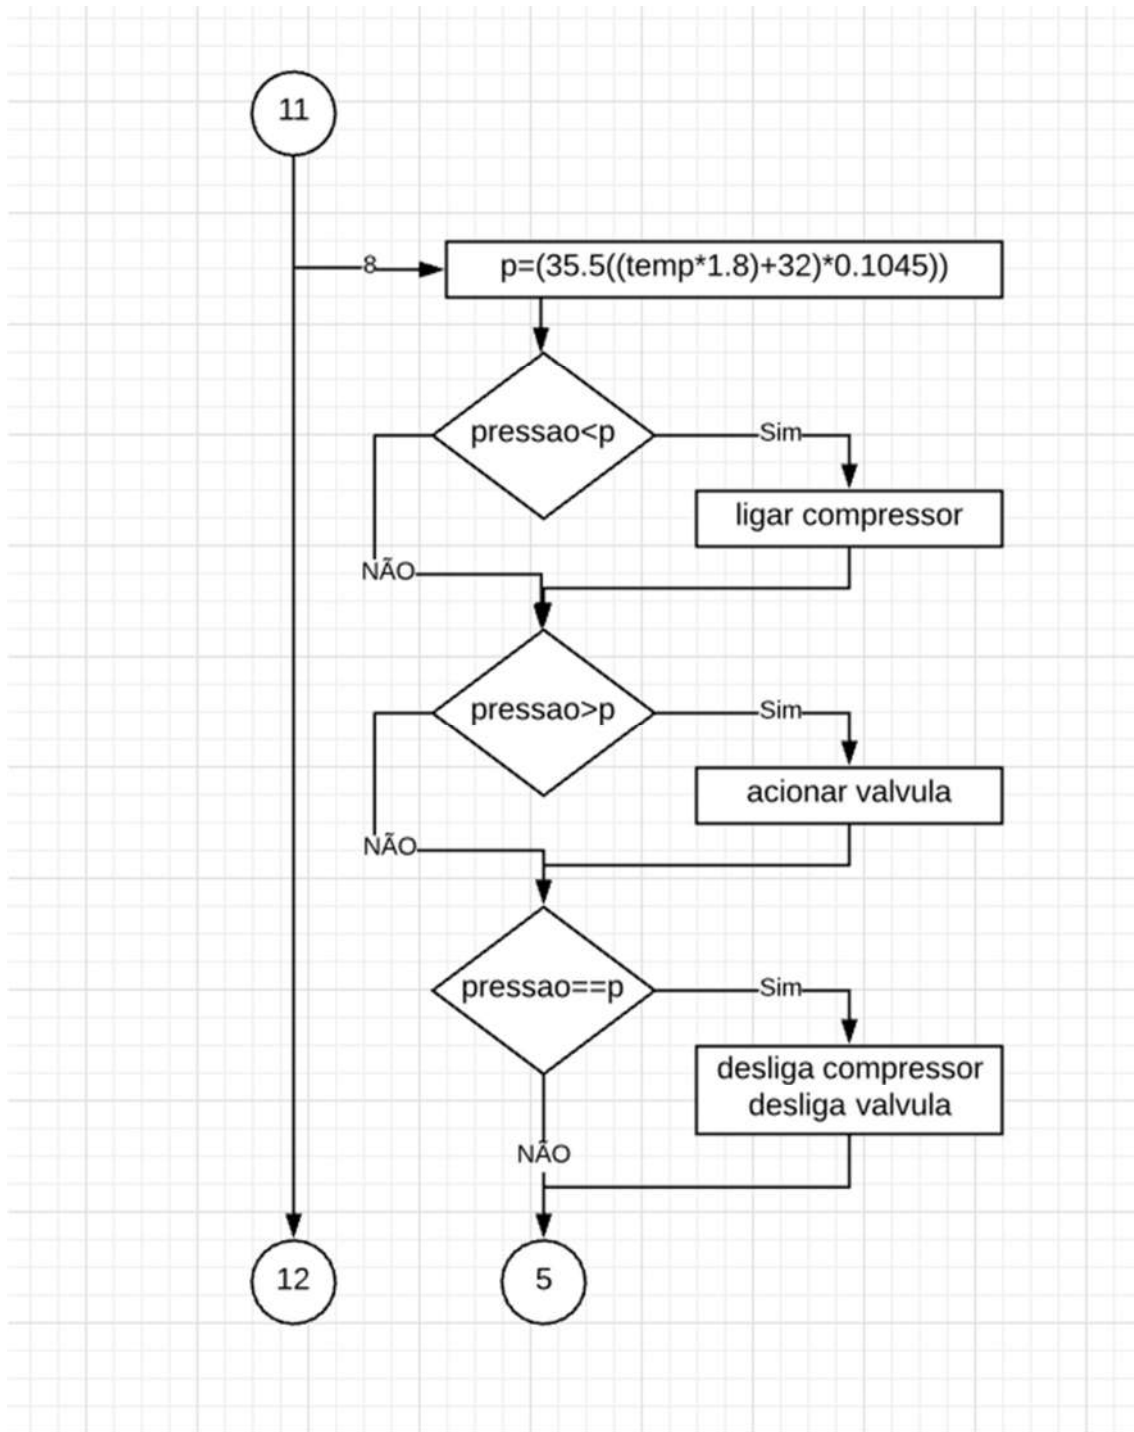 11
8
p=(35.5((temp*1.8)+32)*0.1045))
pressao<p
Sim
ligar compressor
NÃO
pressao>p
Sim
acionar valvula
NÃO
pressao==p
Sim
desliga compressor
desliga valvula
NÃO
12
5